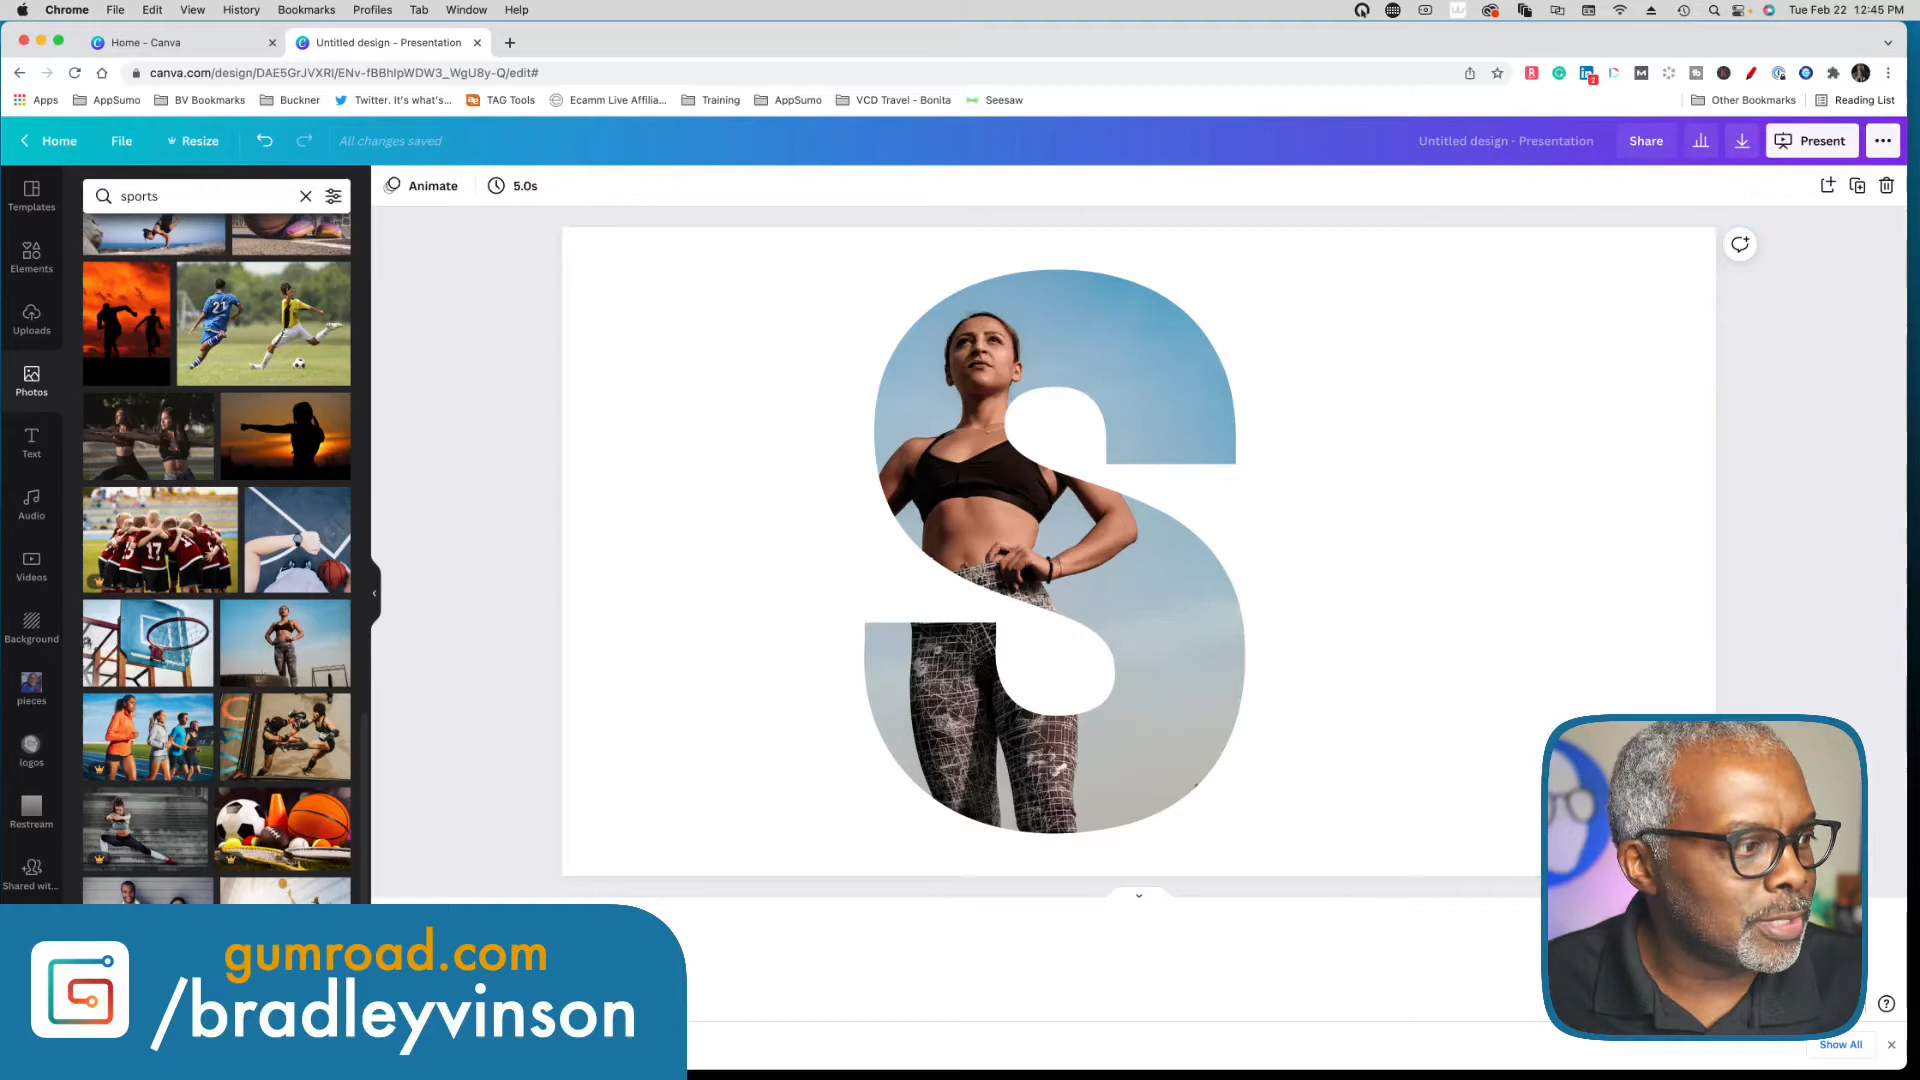 Chrome File Edit View History Bookmarks Profiles Tab Window Help
Tue Feb 22 12:45 PM
Home - Canva
Untitled design - Presentation
canva.com/design/DAE5GrJVXRI/ENv-fBBhIpWDW3_WgU8y-Q/edit#
Apps AppSumo BV Bookmarks Buckner Twitter. It's what's... TAG Tools Ecamm Live Affilia... Training AppSumo VCD Travel - Bonita Seesaw Other Bookmarks Reading List
Home File Resize All changes saved
Untitled design - Presentation Share Present
sports
Animate 5.0s
Templates
Elements
Uploads
Photos
Text
Audio
Videos
Background
pieces
logos
Restream
Shared wit...
21
17
S
gumroad.com
/bradleyvinson
Show All